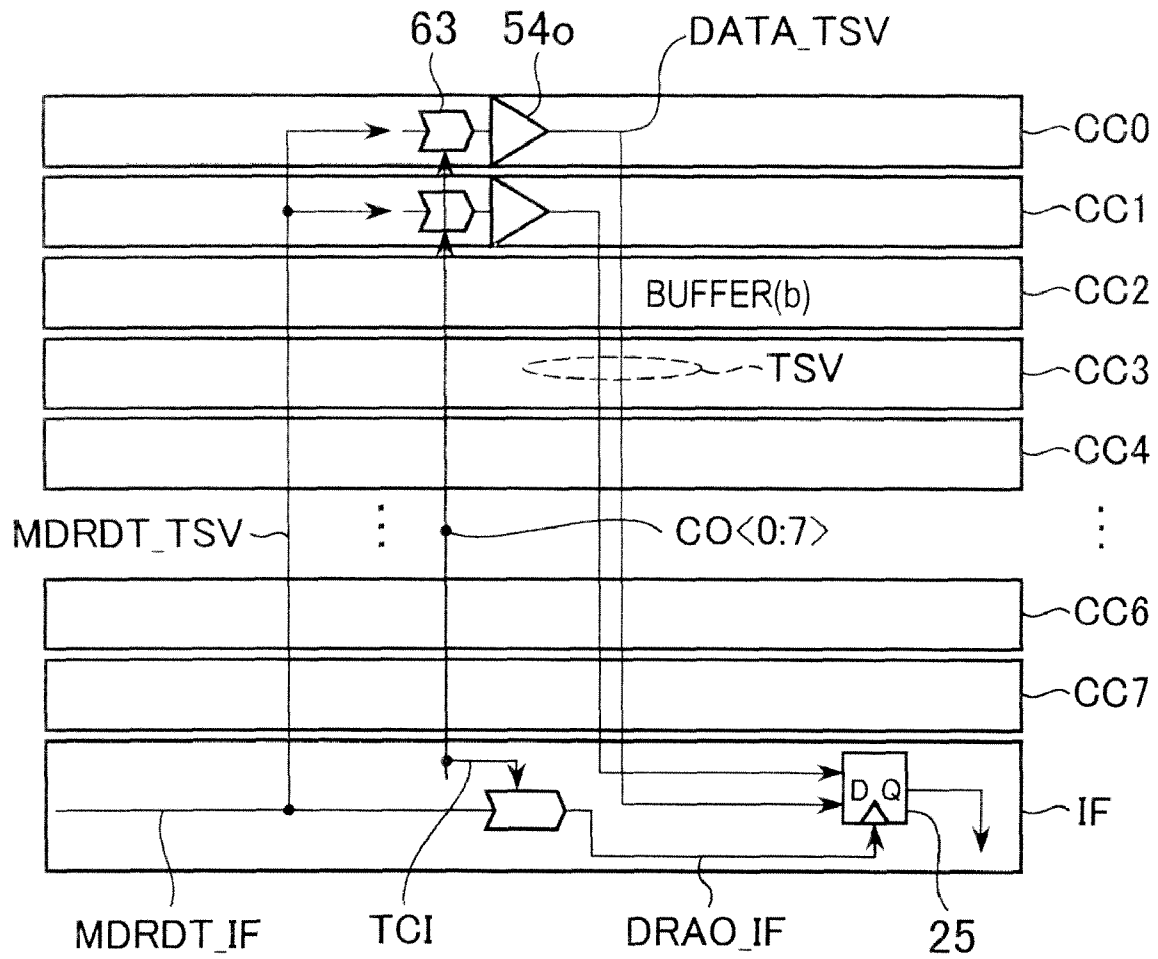 63
54o
DATA_TSV
CC0
CC1
BUFFER(b)
CC2
TSV
CC3
CC4
MDRDT_TSV
CO<0:7>
CC6
CC7
D Q
IF
MDRDT_IF
TCI
DRAO_IF
25